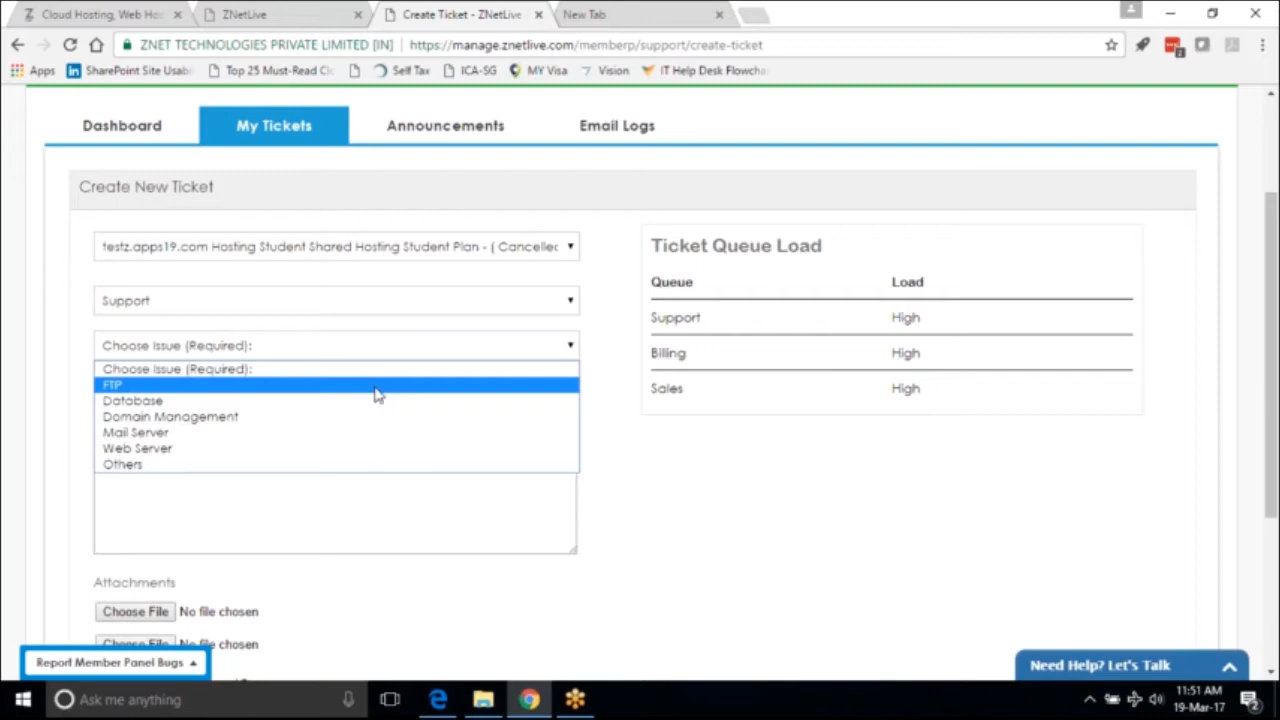 Cloud Hosting, Web Hos
ZNetLive
Create Ticket - ZNetLive
New Tab
ZNET TECHNOLOGIES PRIVATE LIMITED [IN] | https://manage.znetlive.com/memberp/support/create-ticket
Apps
SharePoint Site Usab
Top 25 Must-Read Cl
Self Tax
ICA-SG
MY Visa
Vision
IT Help Desk Flowcha
Dashboard
My Tickets
Announcements
Email Logs
Create New Ticket
testz.apps19.com Hosting Student Shared Hosting Student Plan - ( Cancelled
Ticket Queue Load
Queue Load
Support
Support High
Choose Issue (Required):
Billing High
Choose Issue (Required):
FTP
Sales High
Database
Domain Management
Mail Server
Web Server
Others
Attachments
Choose File No file chosen
Choose File No file chosen
Report Member Panel Bugs
Need Help? Let's Talk
Ask me anything
11:51 AM
19-Mar-17
2